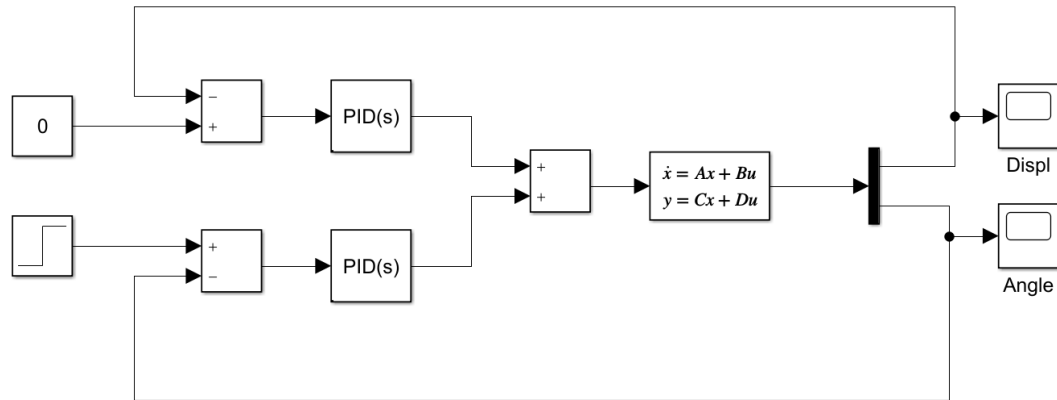 −
+
0
PID(s)
+
+
ẋ = Ax + Bu
y = Cx + Du
Displ
+
−
PID(s)
Angle